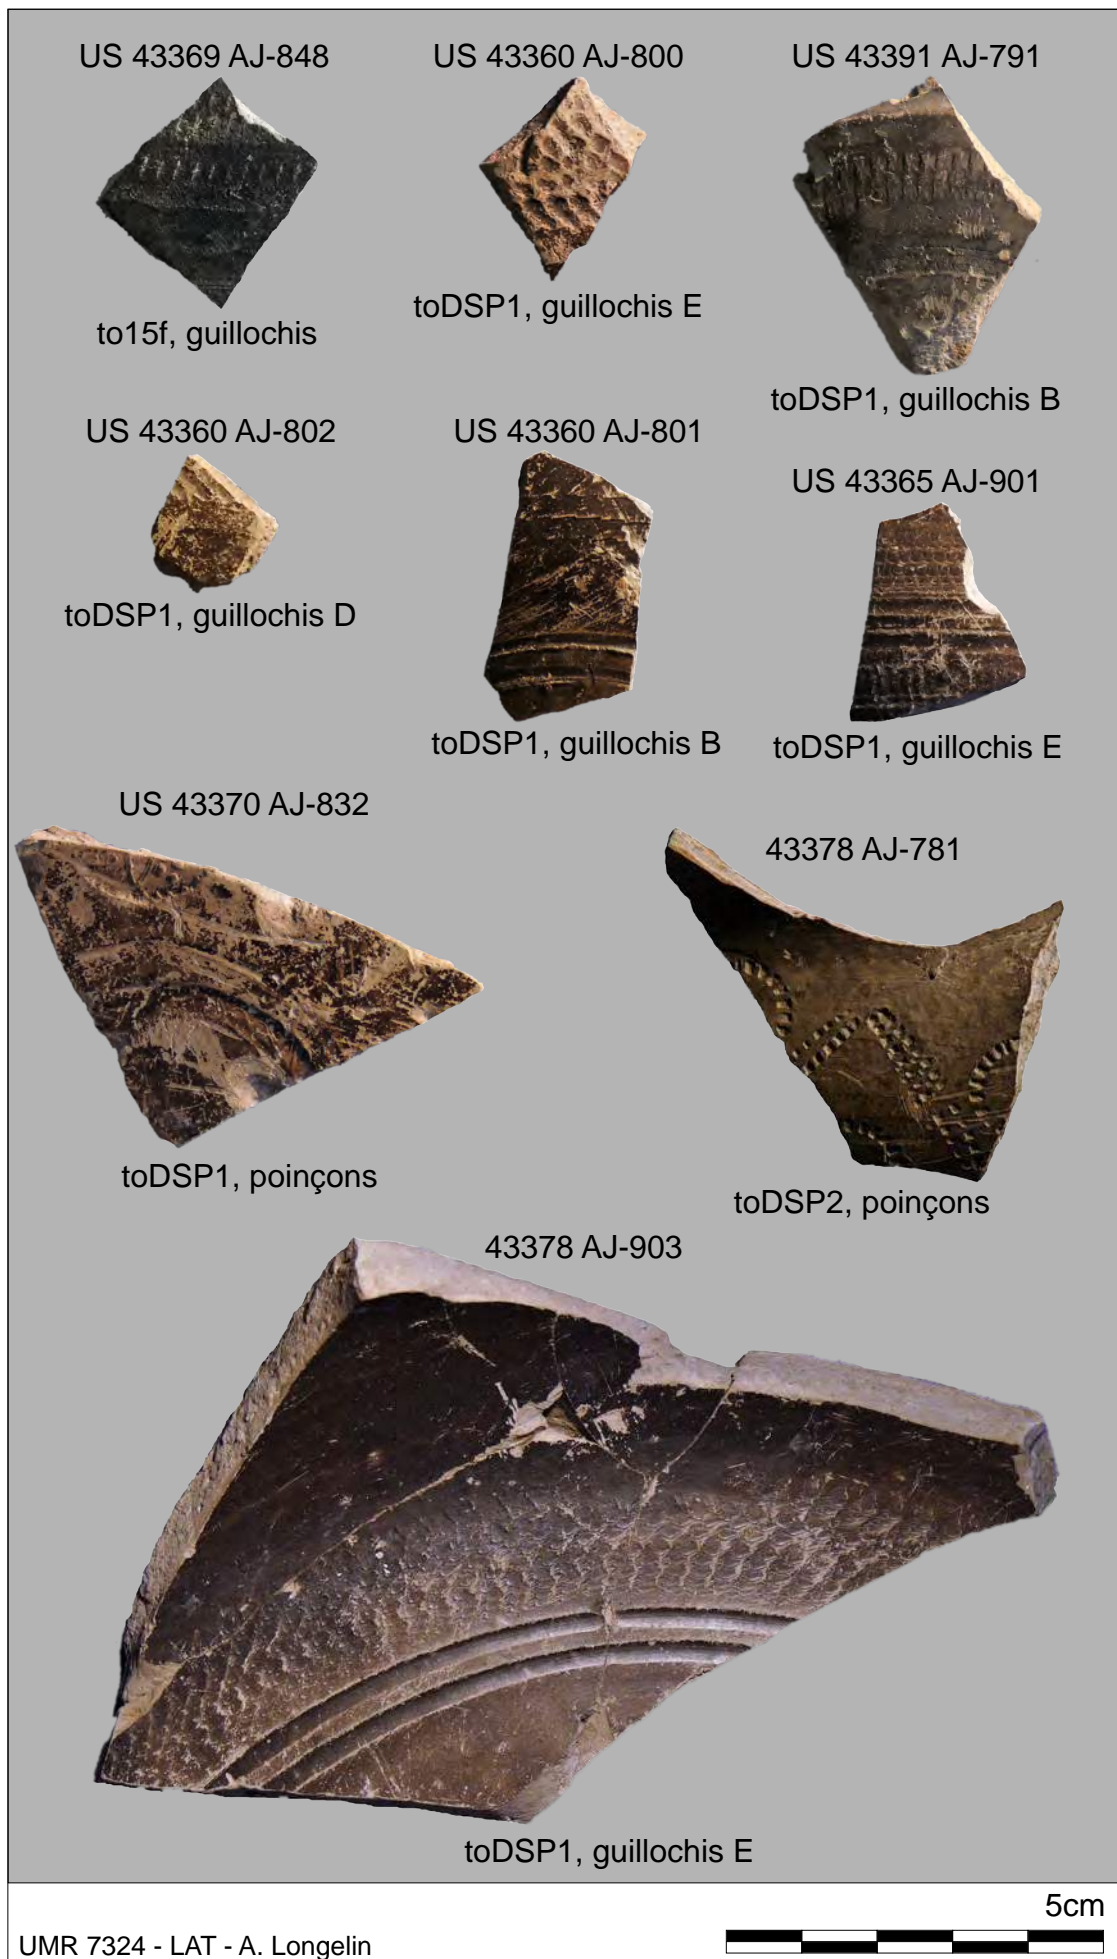 US 43369 AJ-848
US 43360 AJ-800
US 43391 AJ-791
to15f, guillochis
toDSP1, guillochis E
toDSP1, guillochis B
US 43360 AJ-802
US 43360 AJ-801
US 43365 AJ-901
toDSP1, guillochis D
toDSP1, guillochis B
toDSP1, guillochis E
US 43370 AJ-832
43378 AJ-781
toDSP1, poinçons
toDSP2, poinçons
43378 AJ-903
toDSP1, guillochis E
5cm
UMR 7324 - LAT - A. Longelin